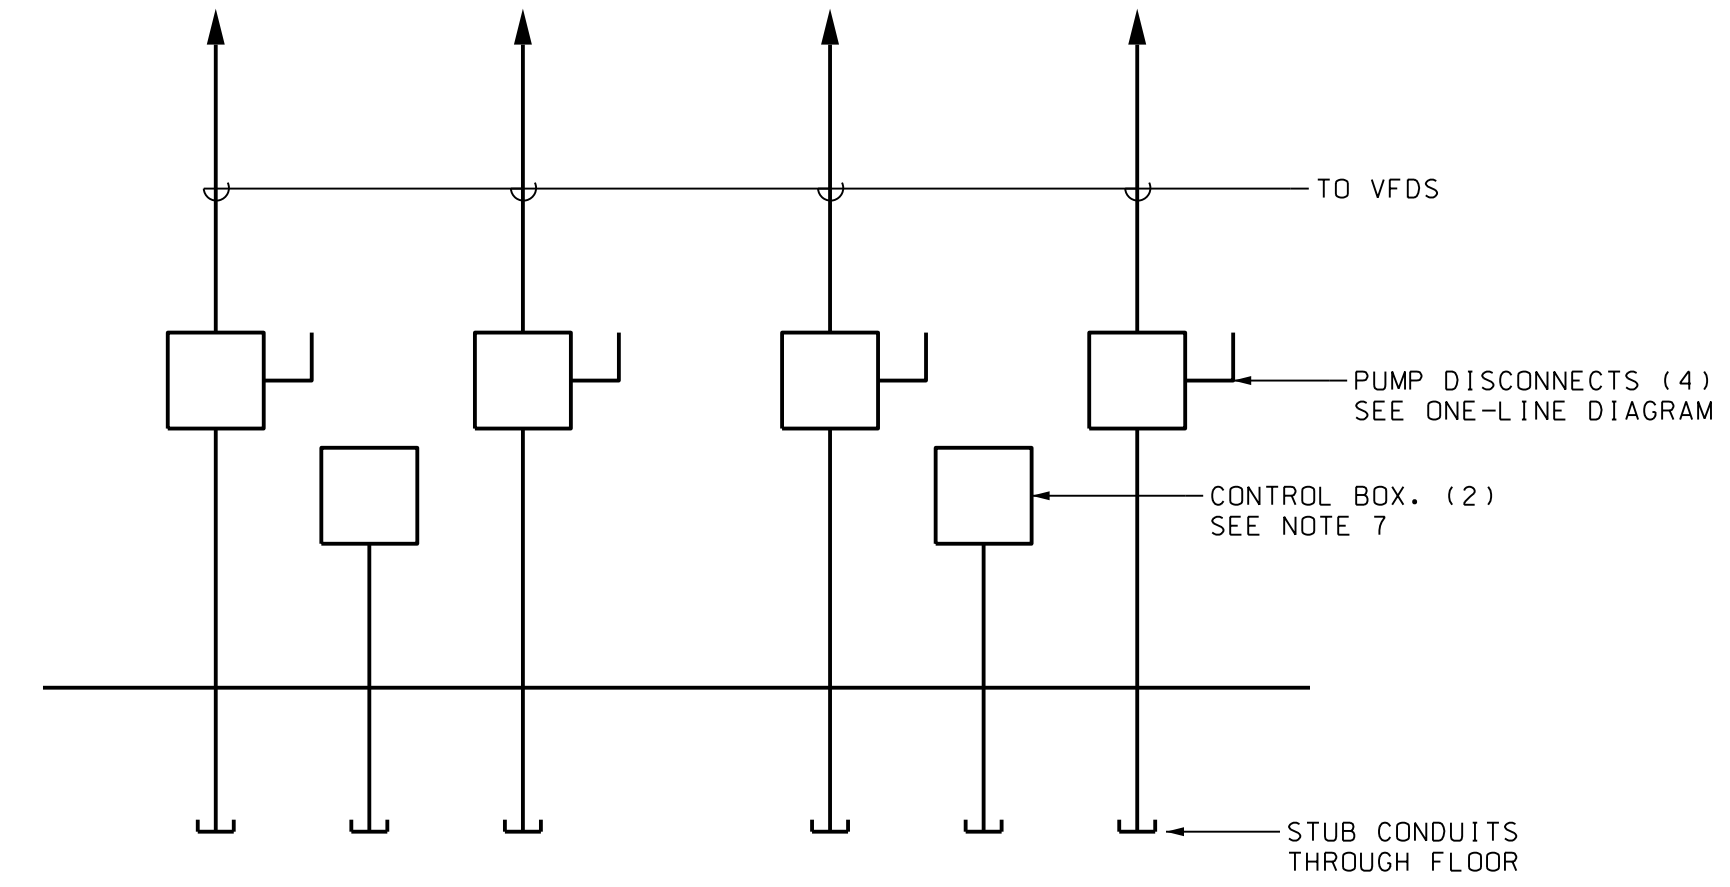 TO VFDS
PUMP DISCONNECTS (4)
SEE ONE-LINE DIAGRAM
CONTROL BOX. (2)
SEE NOTE 7
STUB CONDUITS
THROUGH FLOOR